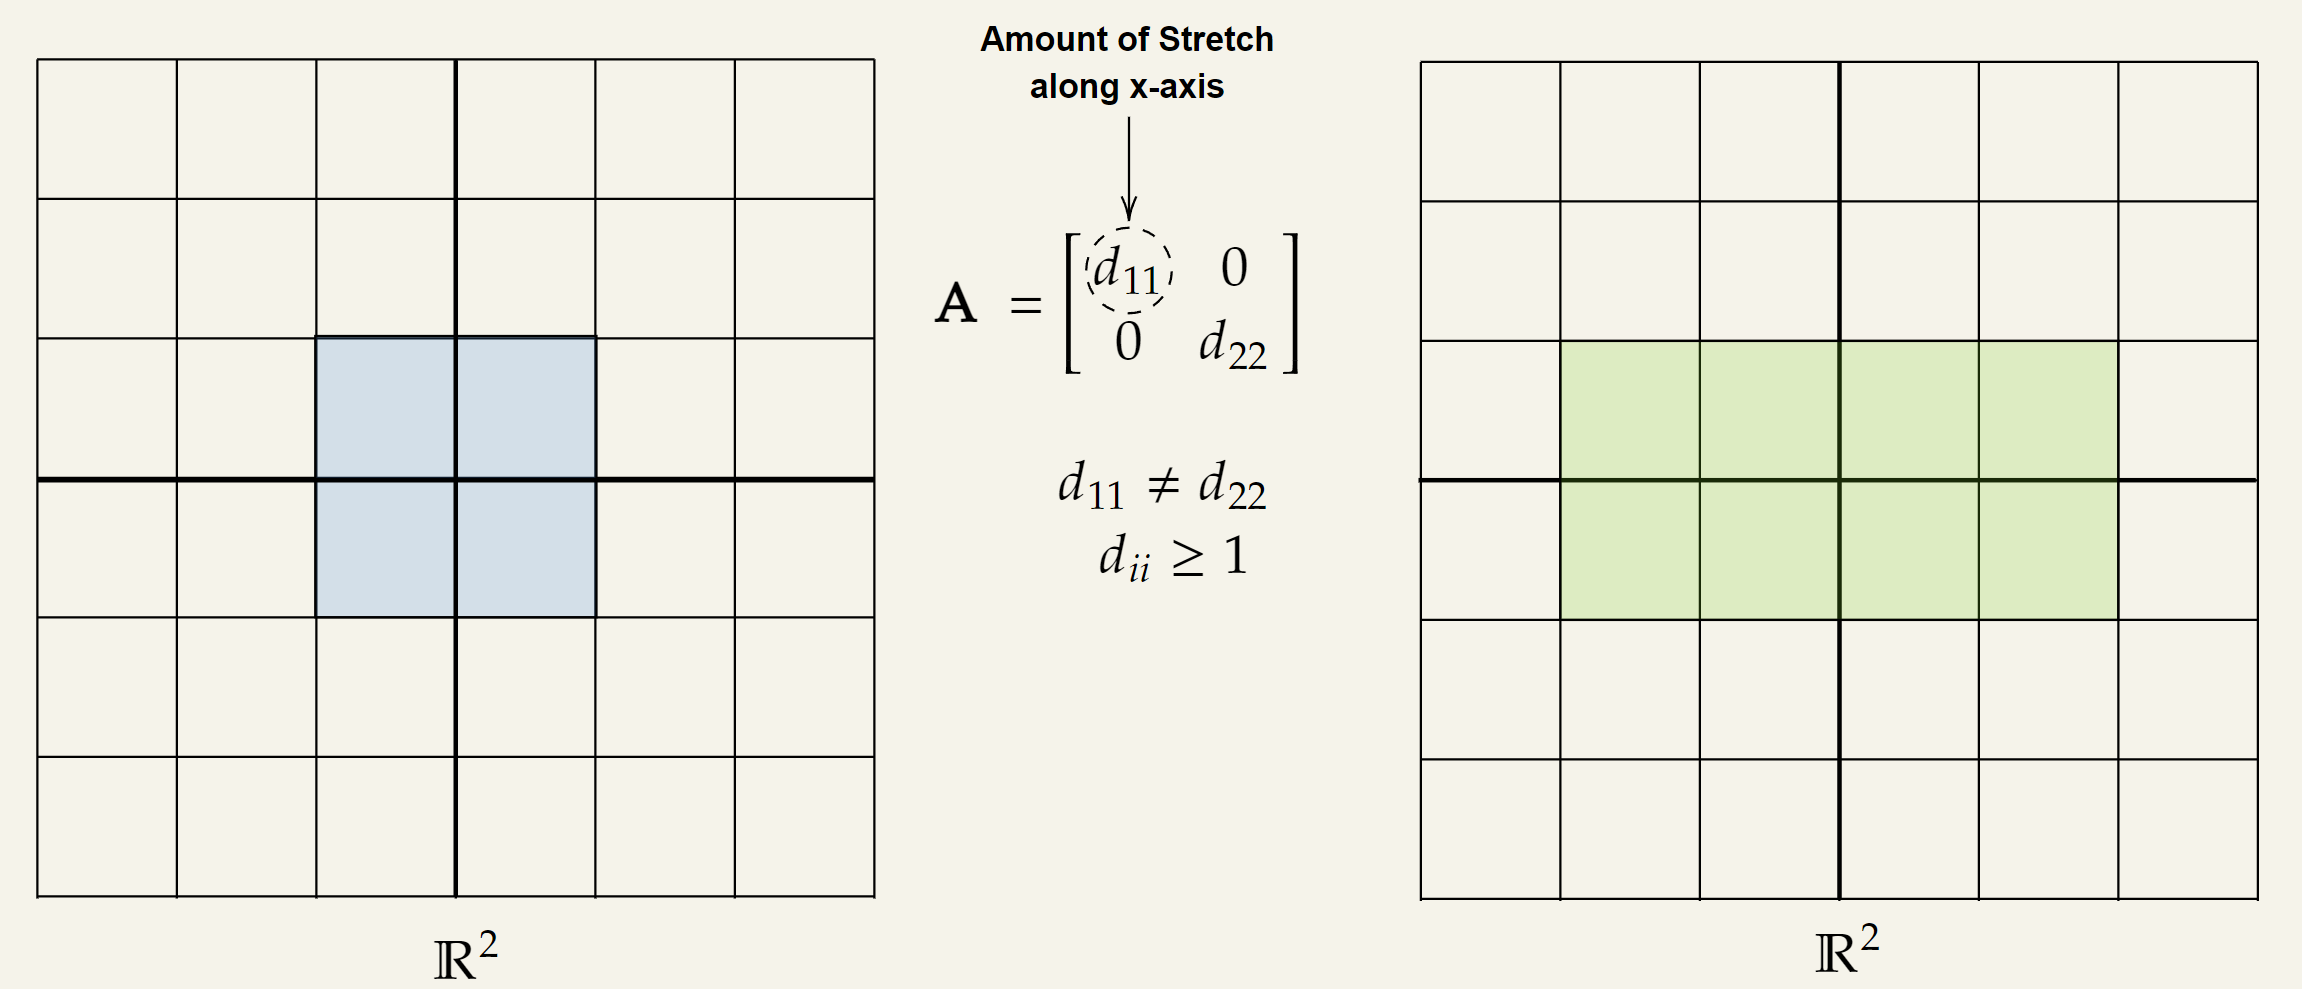 Amount of Stretch
along x-axis
A = [ d₁₁ 0
0 d₂₂ ]
d₁₁ ≠ d₂₂
dᵢᵢ ≥ 1
ℝ²
ℝ²